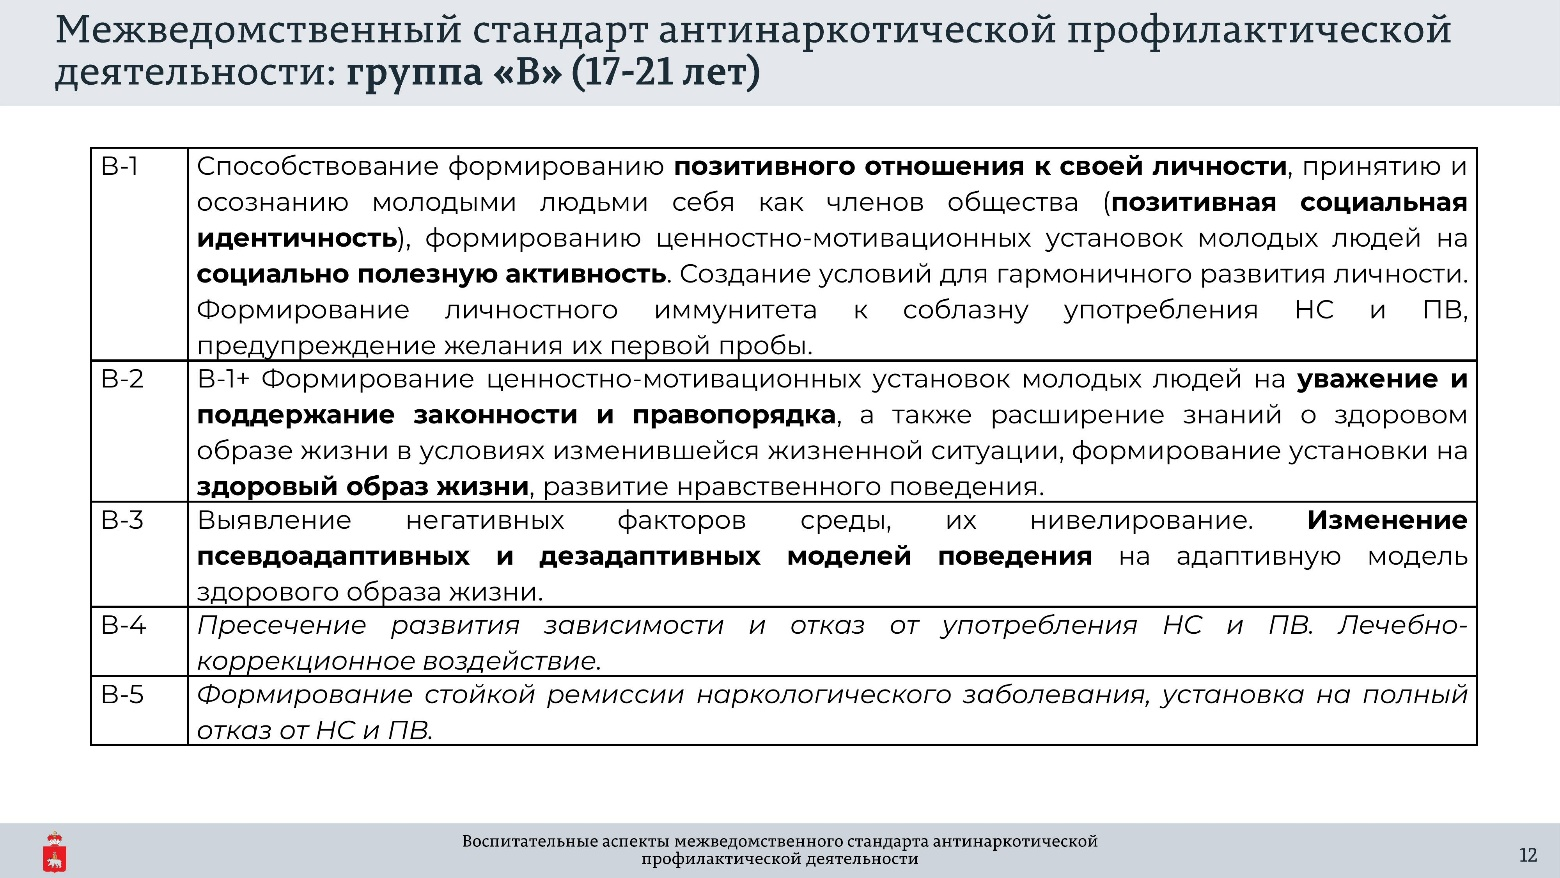 Межведомственный стандарт антинаркотической профилактической
деятельности: группа «В» (17-21 лет)
В-1
Способствование формированию позитивного отношения к своей личности, принятию и
осознанию молодыми людьми себя как членов общества (позитивная социальная
идентичность), формированию ценностно-мотивационных установок молодых людей на
социально полезную активность. Создание условий для гармоничного развития личности.
Формирование личностного иммунитета к соблазну употребления НС и ПВ,
предупреждение желания их первой пробы.
В-2
В-1+ Формирование ценностно-мотивационных установок молодых людей на уважение и
поддержание законности и правопорядка, а также расширение знаний о здоровом
образе жизни в условиях изменившейся жизненной ситуации, формирование установки на
здоровый образ жизни, развитие нравственного поведения.
В-3
Выявление негативных факторов среды, их нивелирование. Изменение
псевдоадаптивных и дезадаптивных моделей поведения на адаптивную модель
здорового образа жизни.
В-4
Пресечение развития зависимости и отказ от употребления НС и ПВ. Лечебно-
коррекционное воздействие.
В-5
Формирование стойкой ремиссии наркологического заболевания, установка на полный
отказ от НС и ПВ.
Воспитательные аспекты межведомственного стандарта антинаркотической
профилактической деятельности
12